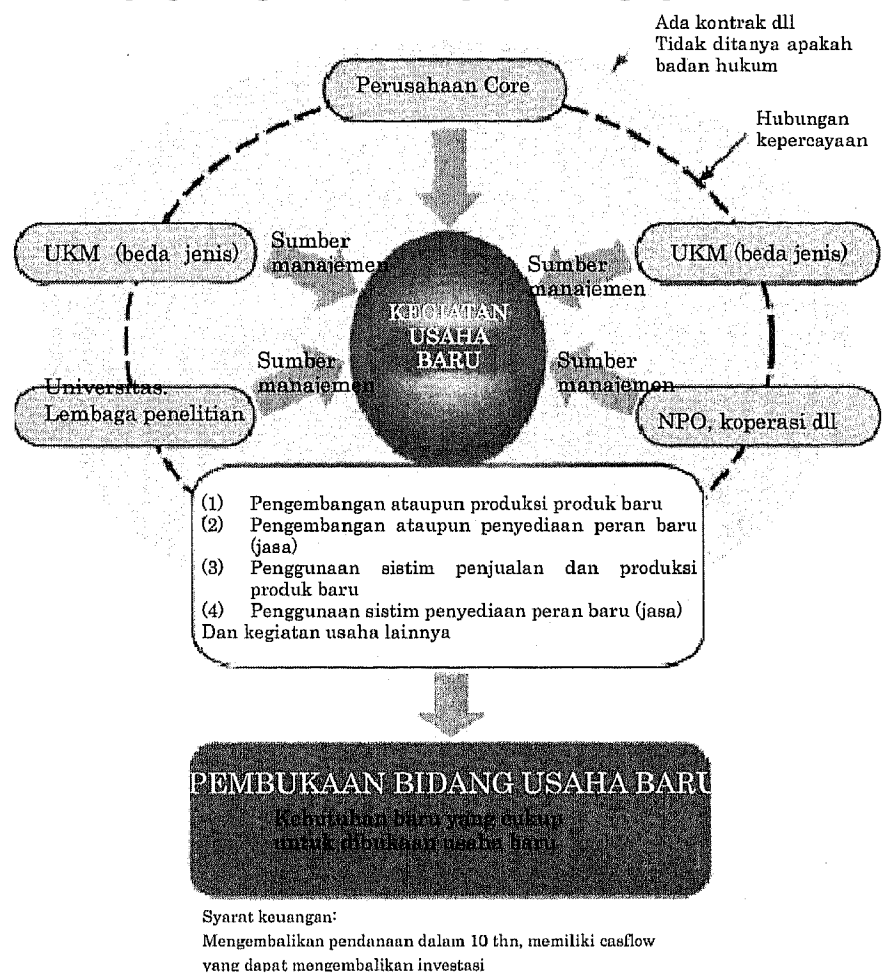 Ada kontrak dll
Tidak ditanya apakah
badan hukum
Perusahaan Core
Hubungan
kepercayaan
UKM (beda jenis)
Sumber
manajemen
Sumber
manajemen
UKM (beda jenis)
KEGIATAN
USAHA
BARU
Universitas.
Lembaga penelitian
Sumber
manajemen
Sumber
manajemen
NPO, koperasi dll
(1) Pengembangan ataupun produksi produk baru
(2) Pengembangan ataupun penyediaan peran baru
(jasa)
(3) Penggunaan sistim penjualan dan produksi
produk baru
(4) Penggunaan sistim penyediaan peran baru (jasa)
Dan kegiatan usaha lainnya
PEMBUKAAN BIDANG USAHA BARU
Kebutuhan baru yang cukup
untuk dibukaan usaha baru
Syarat keuangan:
Mengembalikan pendanaan dalam 10 thn, memiliki casflow
yang dapat mengembalikan investasi